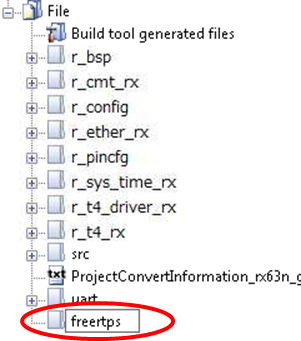 File
Build tool generated files
r_bsp
r_cmt_rx
r_config
r_ether_rx
r_pincfg
r_sys_time_rx
r_t4_driver_rx
r_t4_rx
src
txt ProjectConvertInformation_rx63n_g
uart
freertps